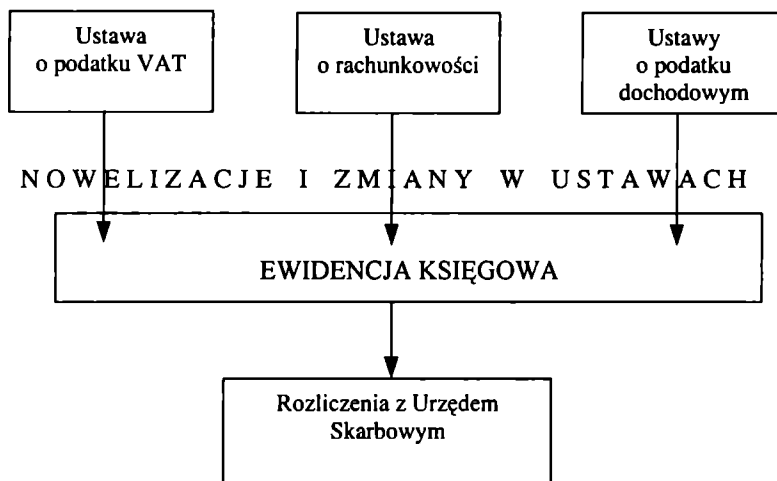 Ustawa
o podatku VAT
Ustawa
o rachunkowości
Ustawy
o podatku
dochodowym
NOWELIZACJE I ZMIANY W USTAWACH
EWIDENCJA KSIĘGOWA
Rozliczenia z Urzędem
Skarbowym